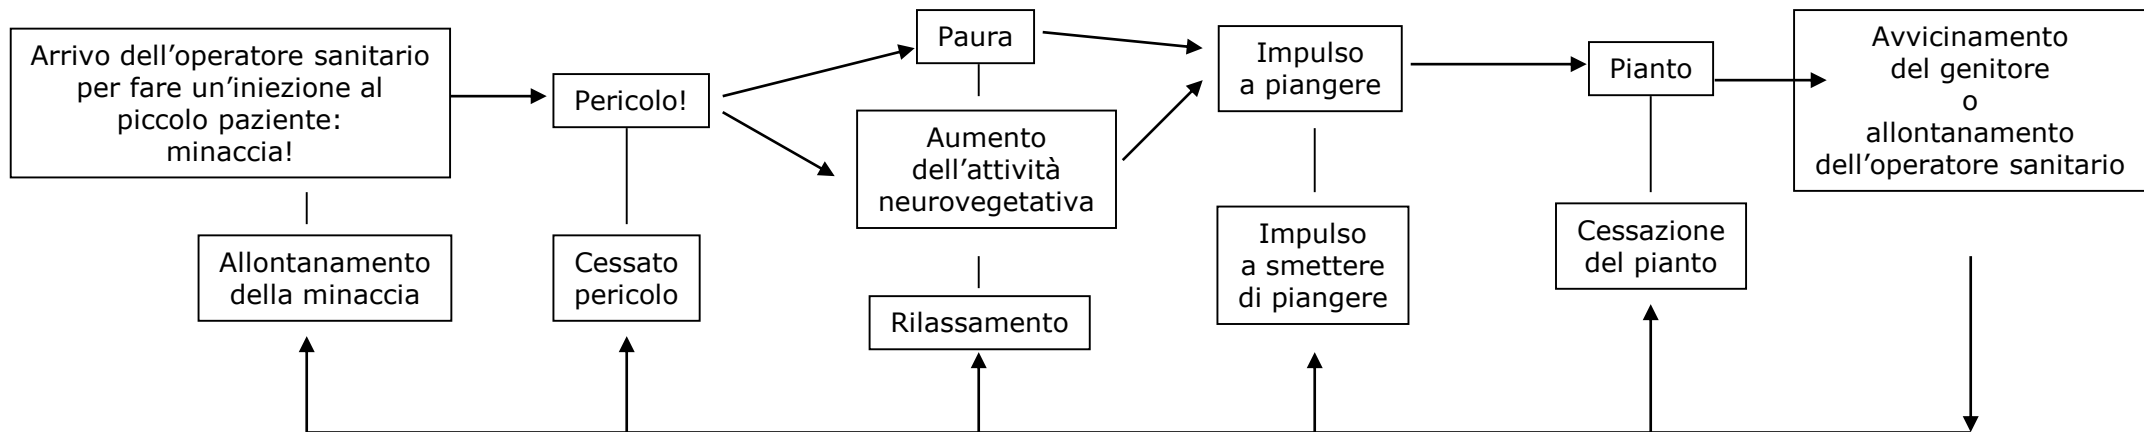 Arrivo dell’operatore sanitario
per fare un’iniezione al
piccolo paziente:
minaccia!
Allontanamento
della minaccia
Pericolo!
Cessato
pericolo
Paura
Aumento
dell’attività
neurovegetativa
Rilassamento
Impulso
a piangere
Impulso
a smettere
di piangere
Pianto
Cessazione
del pianto
Avvicinamento
del genitore
o
allontanamento
dell’operatore sanitario